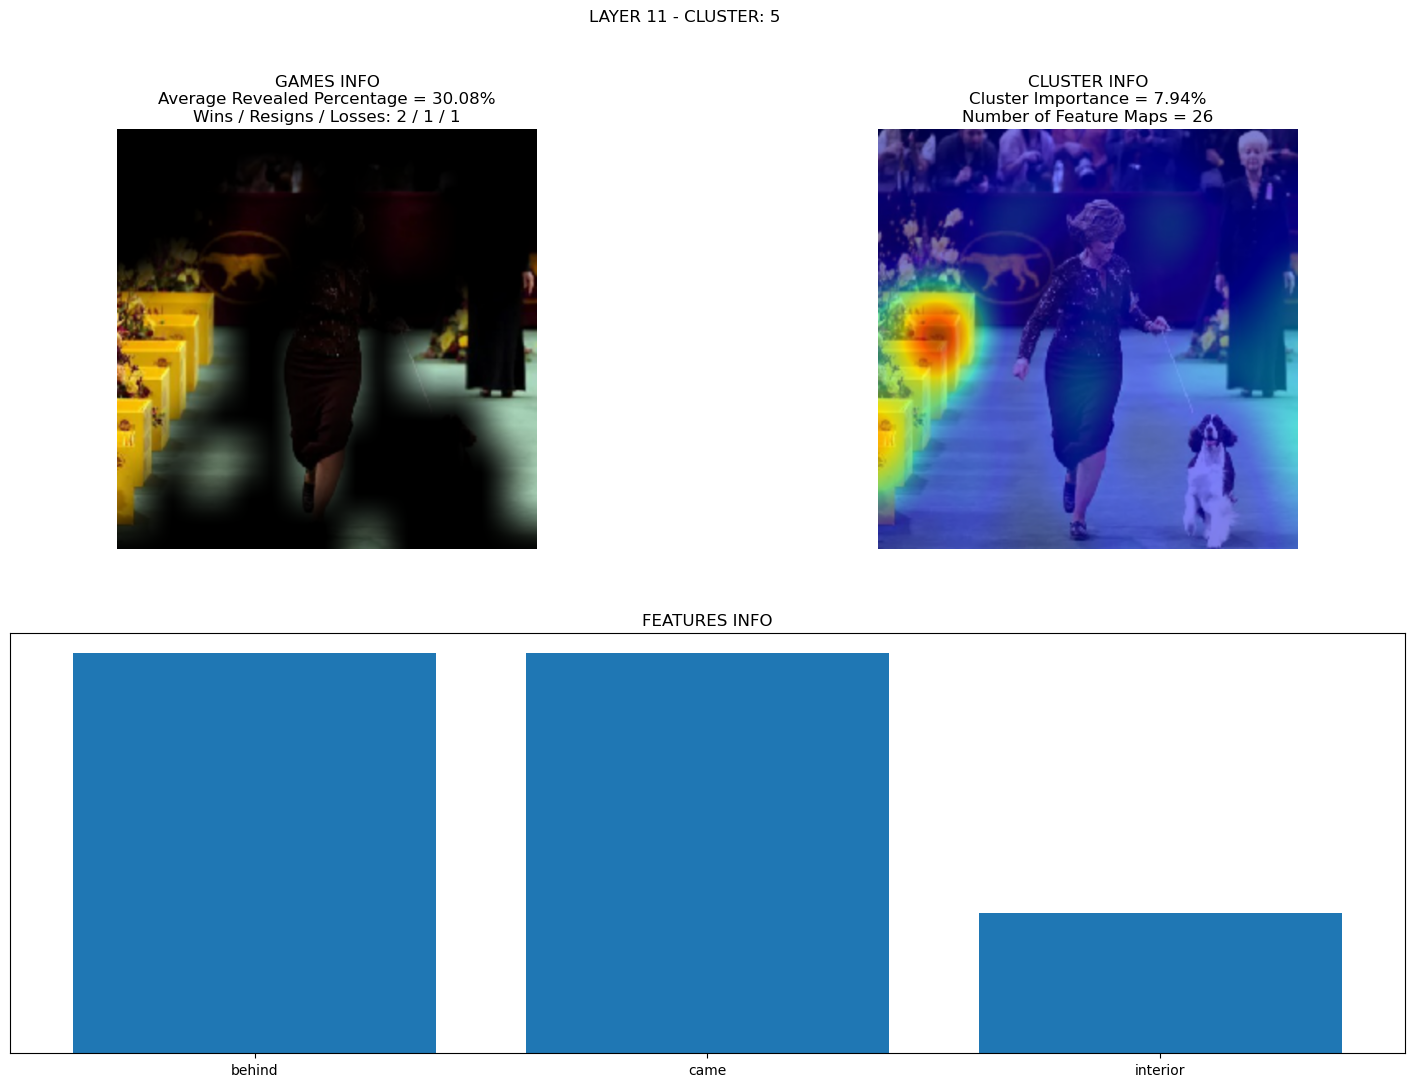 LAYER 11 - CLUSTER: 5
GAMES INFO
Average Revealed Percentage = 30.08%
Wins / Resigns / Losses: 2 / 1 / 1
CLUSTER INFO
Cluster Importance = 7.94%
Number of Feature Maps = 26
FEATURES INFO
behind
came
interior